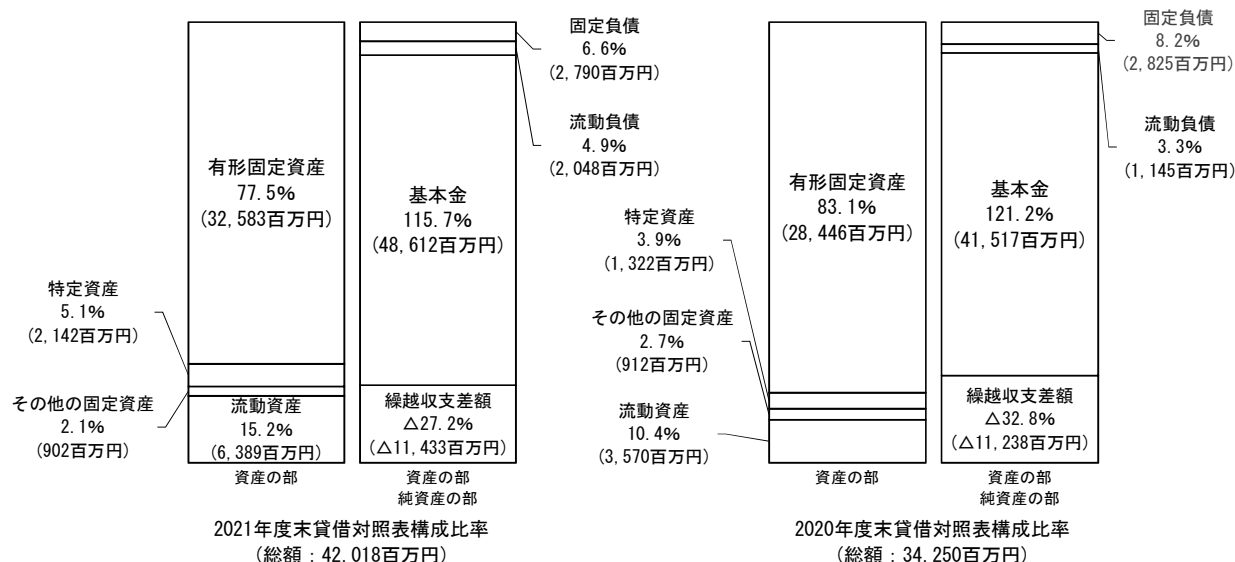 有形固定資産
77.5%
(32,583百万円)
特定資産
5.1%
(2,142百万円)
その他の固定資産
2.1%
(902百万円)
流動資産
15.2%
(6,389百万円)
資産の部
固定負債
6.6%
(2,790百万円)
流動負債
4.9%
(2,048百万円)
基本金
115.7%
(48,612百万円)
繰越収支差額
△27.2%
(△11,433百万円)
資産の部
純資産の部
2021年度末貸借対照表構成比率
(総額:42,018百万円)
有形固定資産
83.1%
(28,446百万円)
特定資産
3.9%
(1,322百万円)
その他の固定資産
2.7%
(912百万円)
流動資産
10.4%
(3,570百万円)
資産の部
固定負債
8.2%
(2,825百万円)
流動負債
3.3%
(1,145百万円)
基本金
121.2%
(41,517百万円)
繰越収支差額
△32.8%
(△11,238百万円)
資産の部
純資産の部
2020年度末貸借対照表構成比率
(総額:34,250百万円)